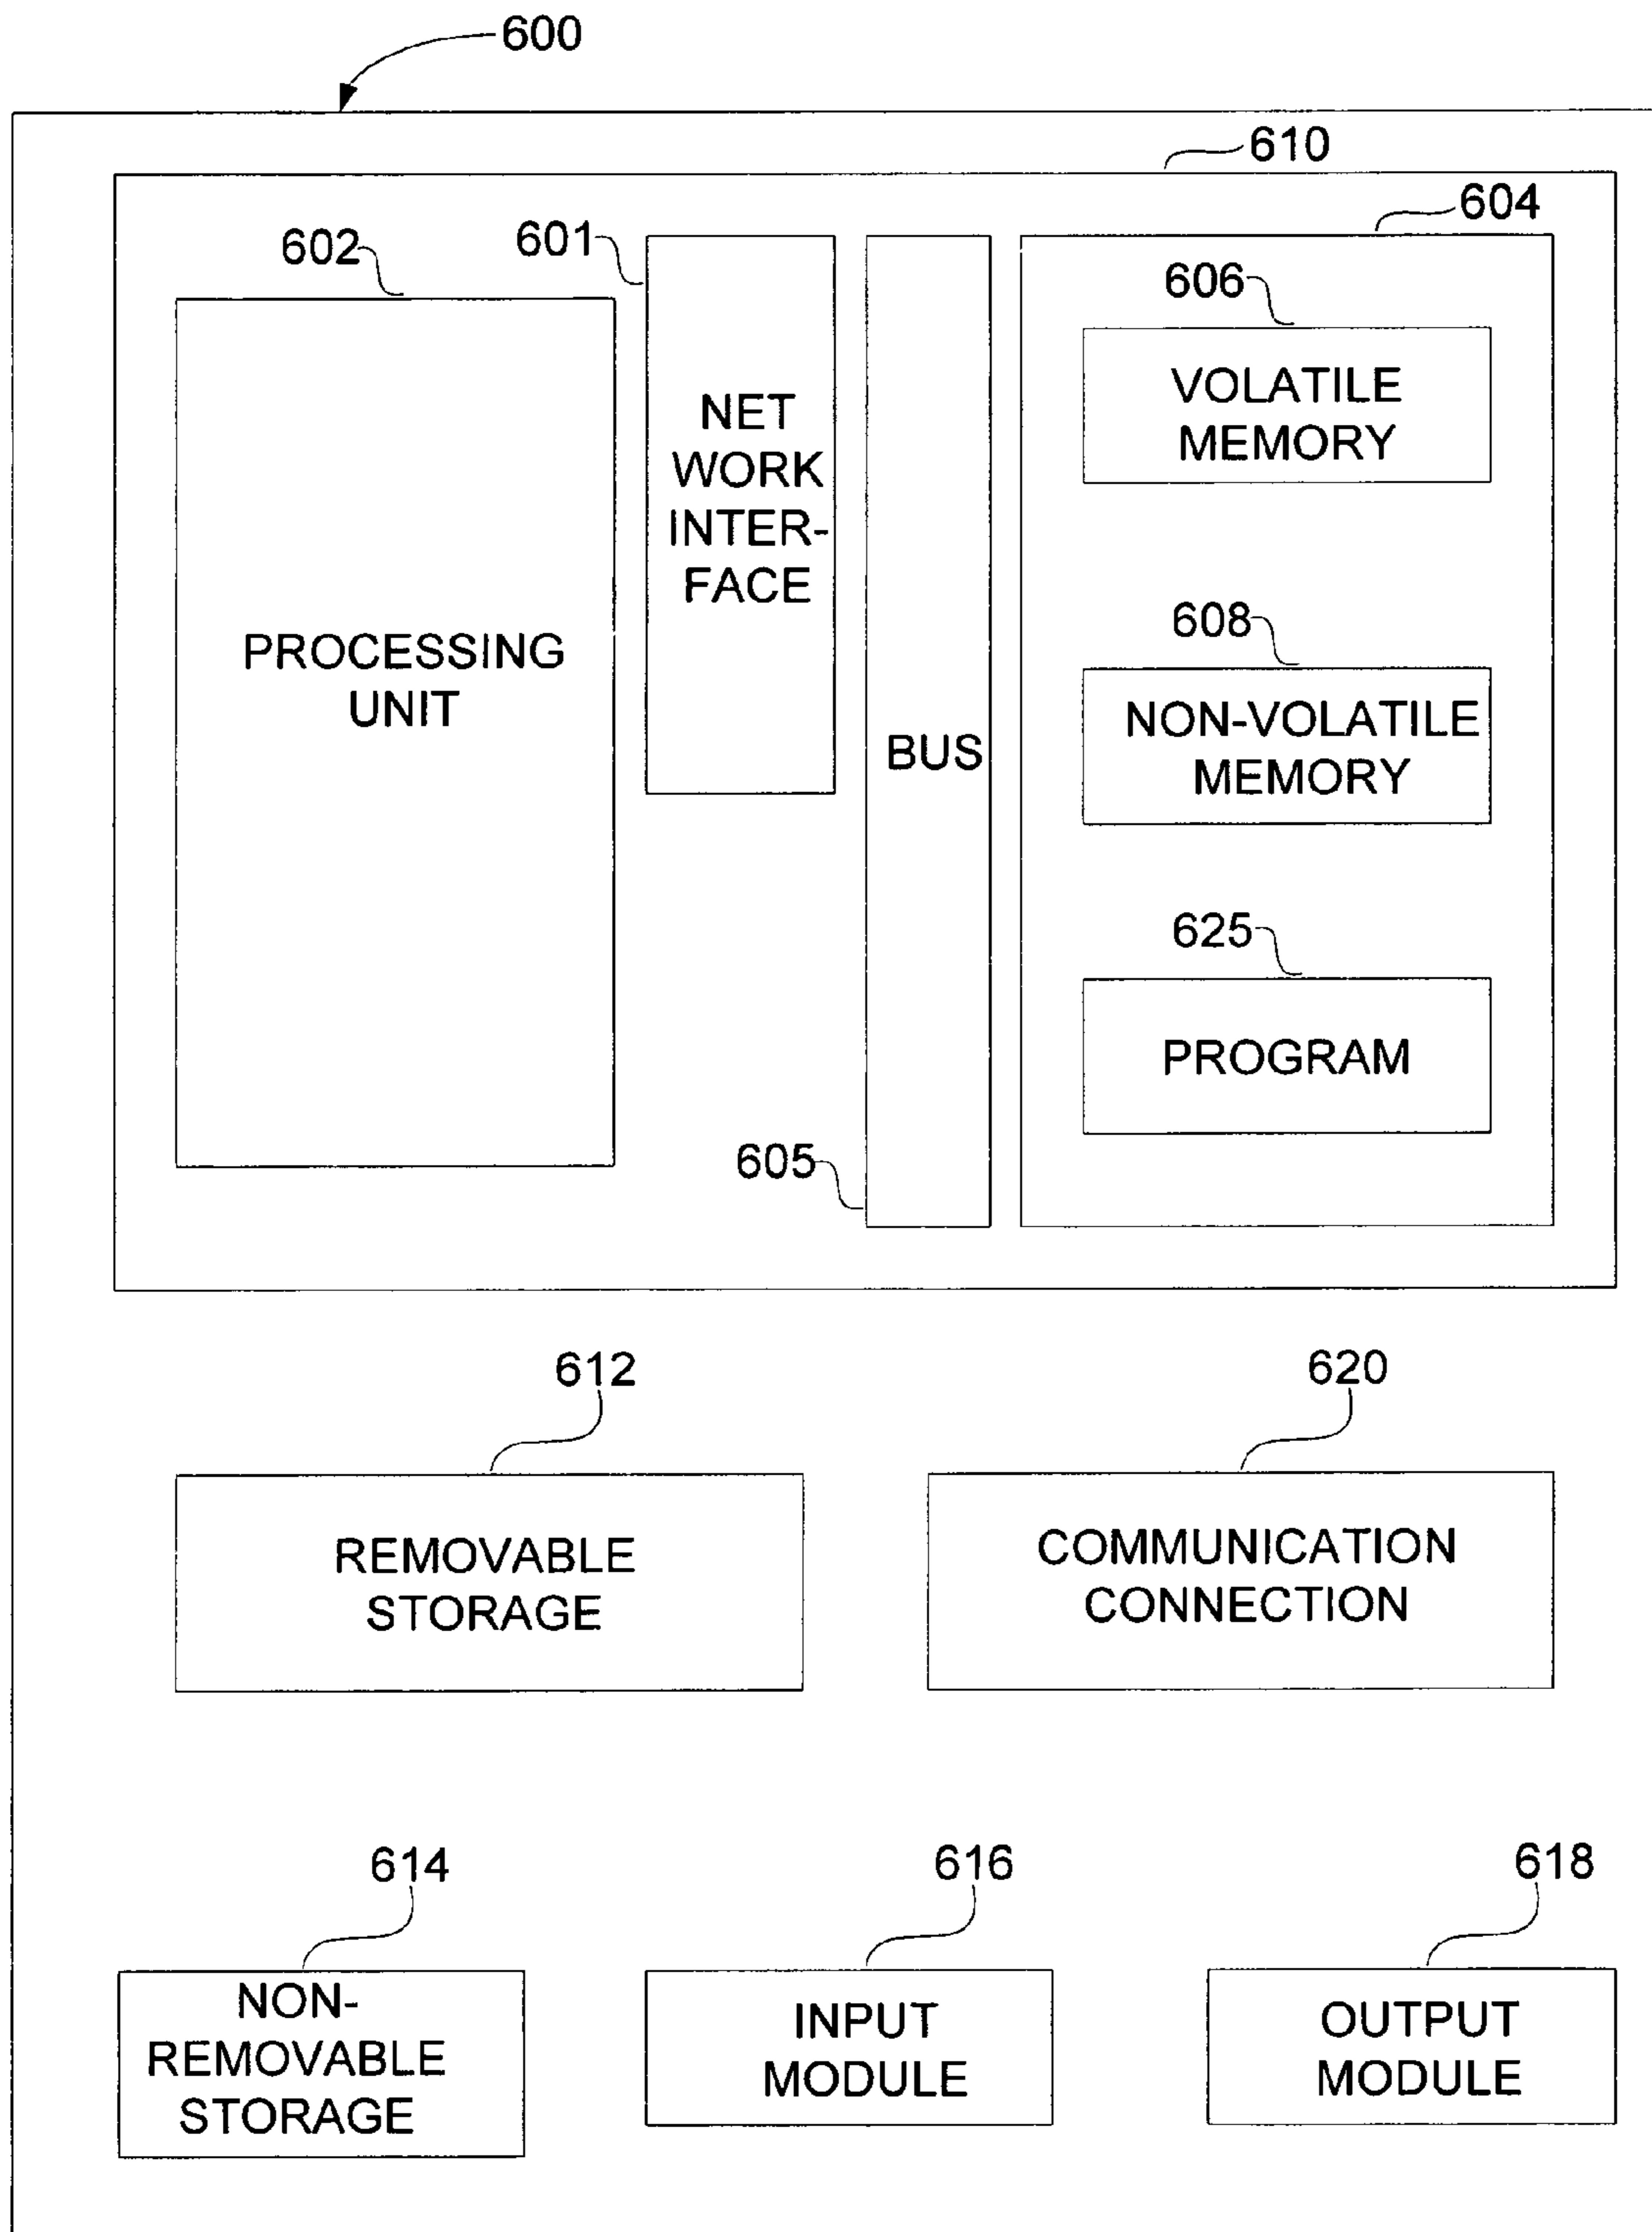 600
610
604
602
601
606
VOLATILE
MEMORY
NET
WORK
INTER-
FACE
608
PROCESSING
UNIT
BUS
NON-VOLATILE
MEMORY
625
PROGRAM
605
612
620
REMOVABLE
STORAGE
COMMUNICATION
CONNECTION
614
616
618
NON-
REMOVABLE
STORAGE
INPUT
MODULE
OUTPUT
MODULE